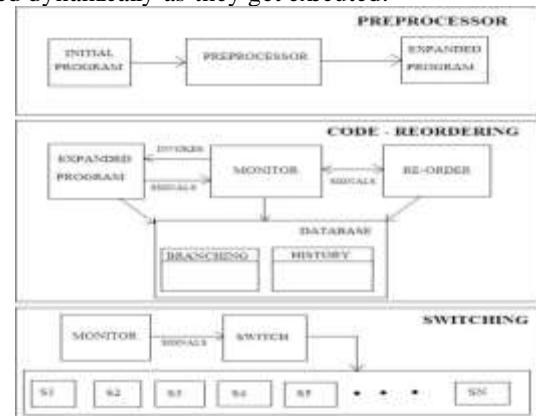 ed dynamically as they get executed.
PREPROCESSOR
INITIAL
PROGRAM
PREPROCESSOR
EXPANDED
PROGRAM
CODE - REORDERING
EXPANDED
PROGRAM
INVOKES
SIGNALS
MONITOR
SIGNALS
RE-ORDER
DATABASE
BRANCHING
HISTORY
SWITCHING
MONITOR
SIGNALS
SWITCH
S1 S2 S3 S4 S5 • • • SN